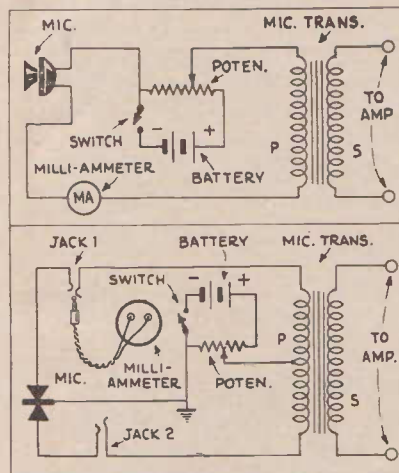 MIC. TRANS.
MIC.
POTEN.
SWITCH
- +
MILLI-AMMETER
BATTERY
MA
P
S
TO
AMP
JACK 1
BATTERY
MIC. TRANS.
SWITCH
- +
MIC.
MILLI-
AMMETER
POTEN.
P
S
TO
AMP.
JACK 2